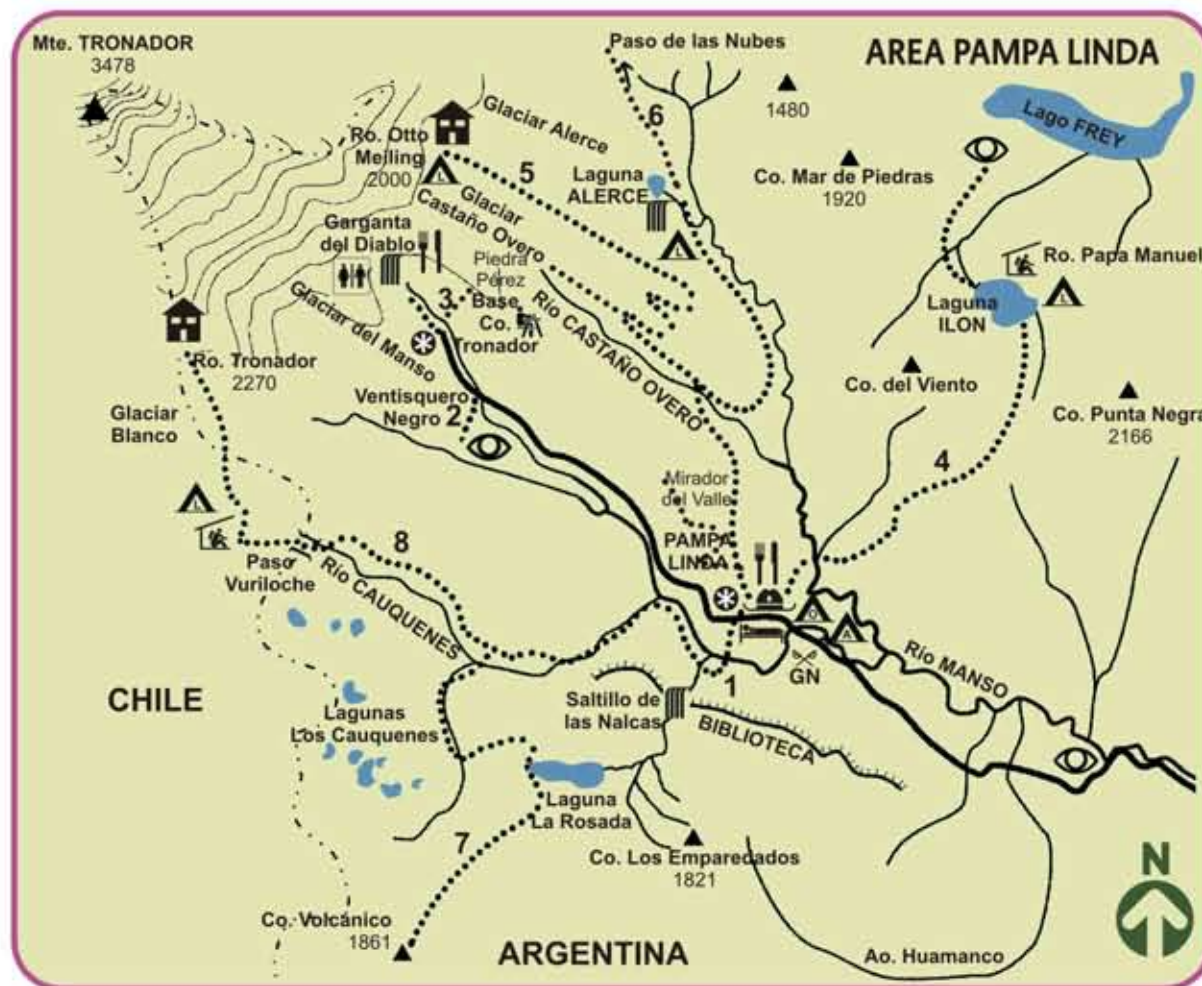 AREA PAMPA LINDA
Mte. TRONADOR
3478
Paso de las Nubes
1480
Lago FREY
6
Glaciar Alerce
Ro. Otto
Meiling
2000
5
Laguna
ALERCE
Co. Mar de Piedras
1920
Glaciar
Castaño Overo
Garganta
del Diablo
Piedra
Pérez
Ro. Papa Manuel
Laguna
ILON
3
Base
Co.
Tronador
Río CASTAÑO OVERO
Glaciar del Manso
Ro. Tronador
2270
Co. del Viento
Co. Punta Negra
2166
Glaciar
Blanco
Ventisquero
Negro
2
4
Mirador
del Valle
PAMPA
LINDA
8
Paso
Vuriloche
Río CAUQUENES
Río MANSO
GN
1
CHILE
Saltillo de
las Nalcas
BIBLIOTECA
Lagunas
Los Cauquenes
Laguna
La Rosada
7
Co. Los Emparedados
1821
N
Co. Volcánico
1861
ARGENTINA
Ao. Huamanco
L
L
L
L
O
A